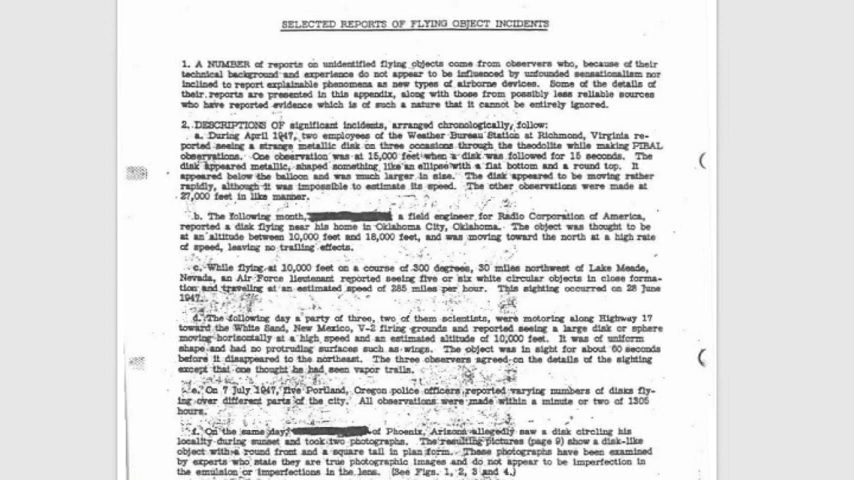 SELECTED REPORTS OF FLYING OBJECT INCIDENTS
1. A NUMBER of reports on unidentified flying objects come from observers who, because of their
technical background and experience do not appear to be influenced by unfounded sensationalism nor
inclined to report explainable phenomena as new types of airborne devices. Some of the details of
their reports are presented in this appendix, along with those from possibly less reliable sources
who have reported evidence which is of such a nature that it cannot be entirely ignored.
2. DESCRIPTIONS OF significant incidents, arranged chronologically, follow:
a. During April 1947, two employees of the Weather Bureau Station at Richmond, Virginia re-
ported seeing a strange metallic disk on three occasions through the theodolite while making PIBAL
observations. One observation was at 15,000 feet when a disk was followed for 15 seconds. The
disk appeared metallic, shaped something like an ellipse with a flat bottom and a round top. It
appeared below the balloon and was much larger in size. The disk appeared to be moving rather
rapidly, although it was impossible to estimate its speed. The other observations were made at
27,000 feet in like manner.
b. The following month, a field engineer for Radio Corporation of America,
reported a disk flying near his home in Oklahoma City, Oklahoma. The object was thought to be
at an altitude between 10,000 feet and 18,000 feet, and was moving toward the north at a high rate
of speed, leaving no trailing effects.
c. While flying at 10,000 feet on a course of 300 degrees, 30 miles northwest of Lake Meade,
Nevada, an Air Force lieutenant reported seeing five or six white circular objects in close forma-
tion and traveling at an estimated speed of 285 miles per hour. This sighting occurred on 28 June
1947.
d. The following day a party of three, two of them scientists, were motoring along Highway 17
toward the White Sand, New Mexico, V-2 firing grounds and reported seeing a large disk or sphere
moving horizontally at a high speed and an estimated altitude of 10,000 feet. It was of uniform
shape and had no protruding surfaces such as wings. The object was in sight for about 60 seconds
before it disappeared to the northeast. The three observers agreed on the details of the sighting
except that one thought he had seen vapor trails.
e. On 7 July 1947, five Portland, Oregon police officers reported varying numbers of disks fly-
ing over different parts of the city. All observations were made within a minute or two of 1305
hours.
f. On the same day, of Phoenix, Arizona allegedly saw a disk circling his
locality during sunset and took two photographs. The resulting pictures (page 9) show a disk-like
object with a round front and a square tail in plan form. These photographs have been examined
by experts who state they are true photographic images and do not appear to be imperfection in
the emulsion or imperfections in the lens. (See Figs. 1, 2, 3 and 4.)